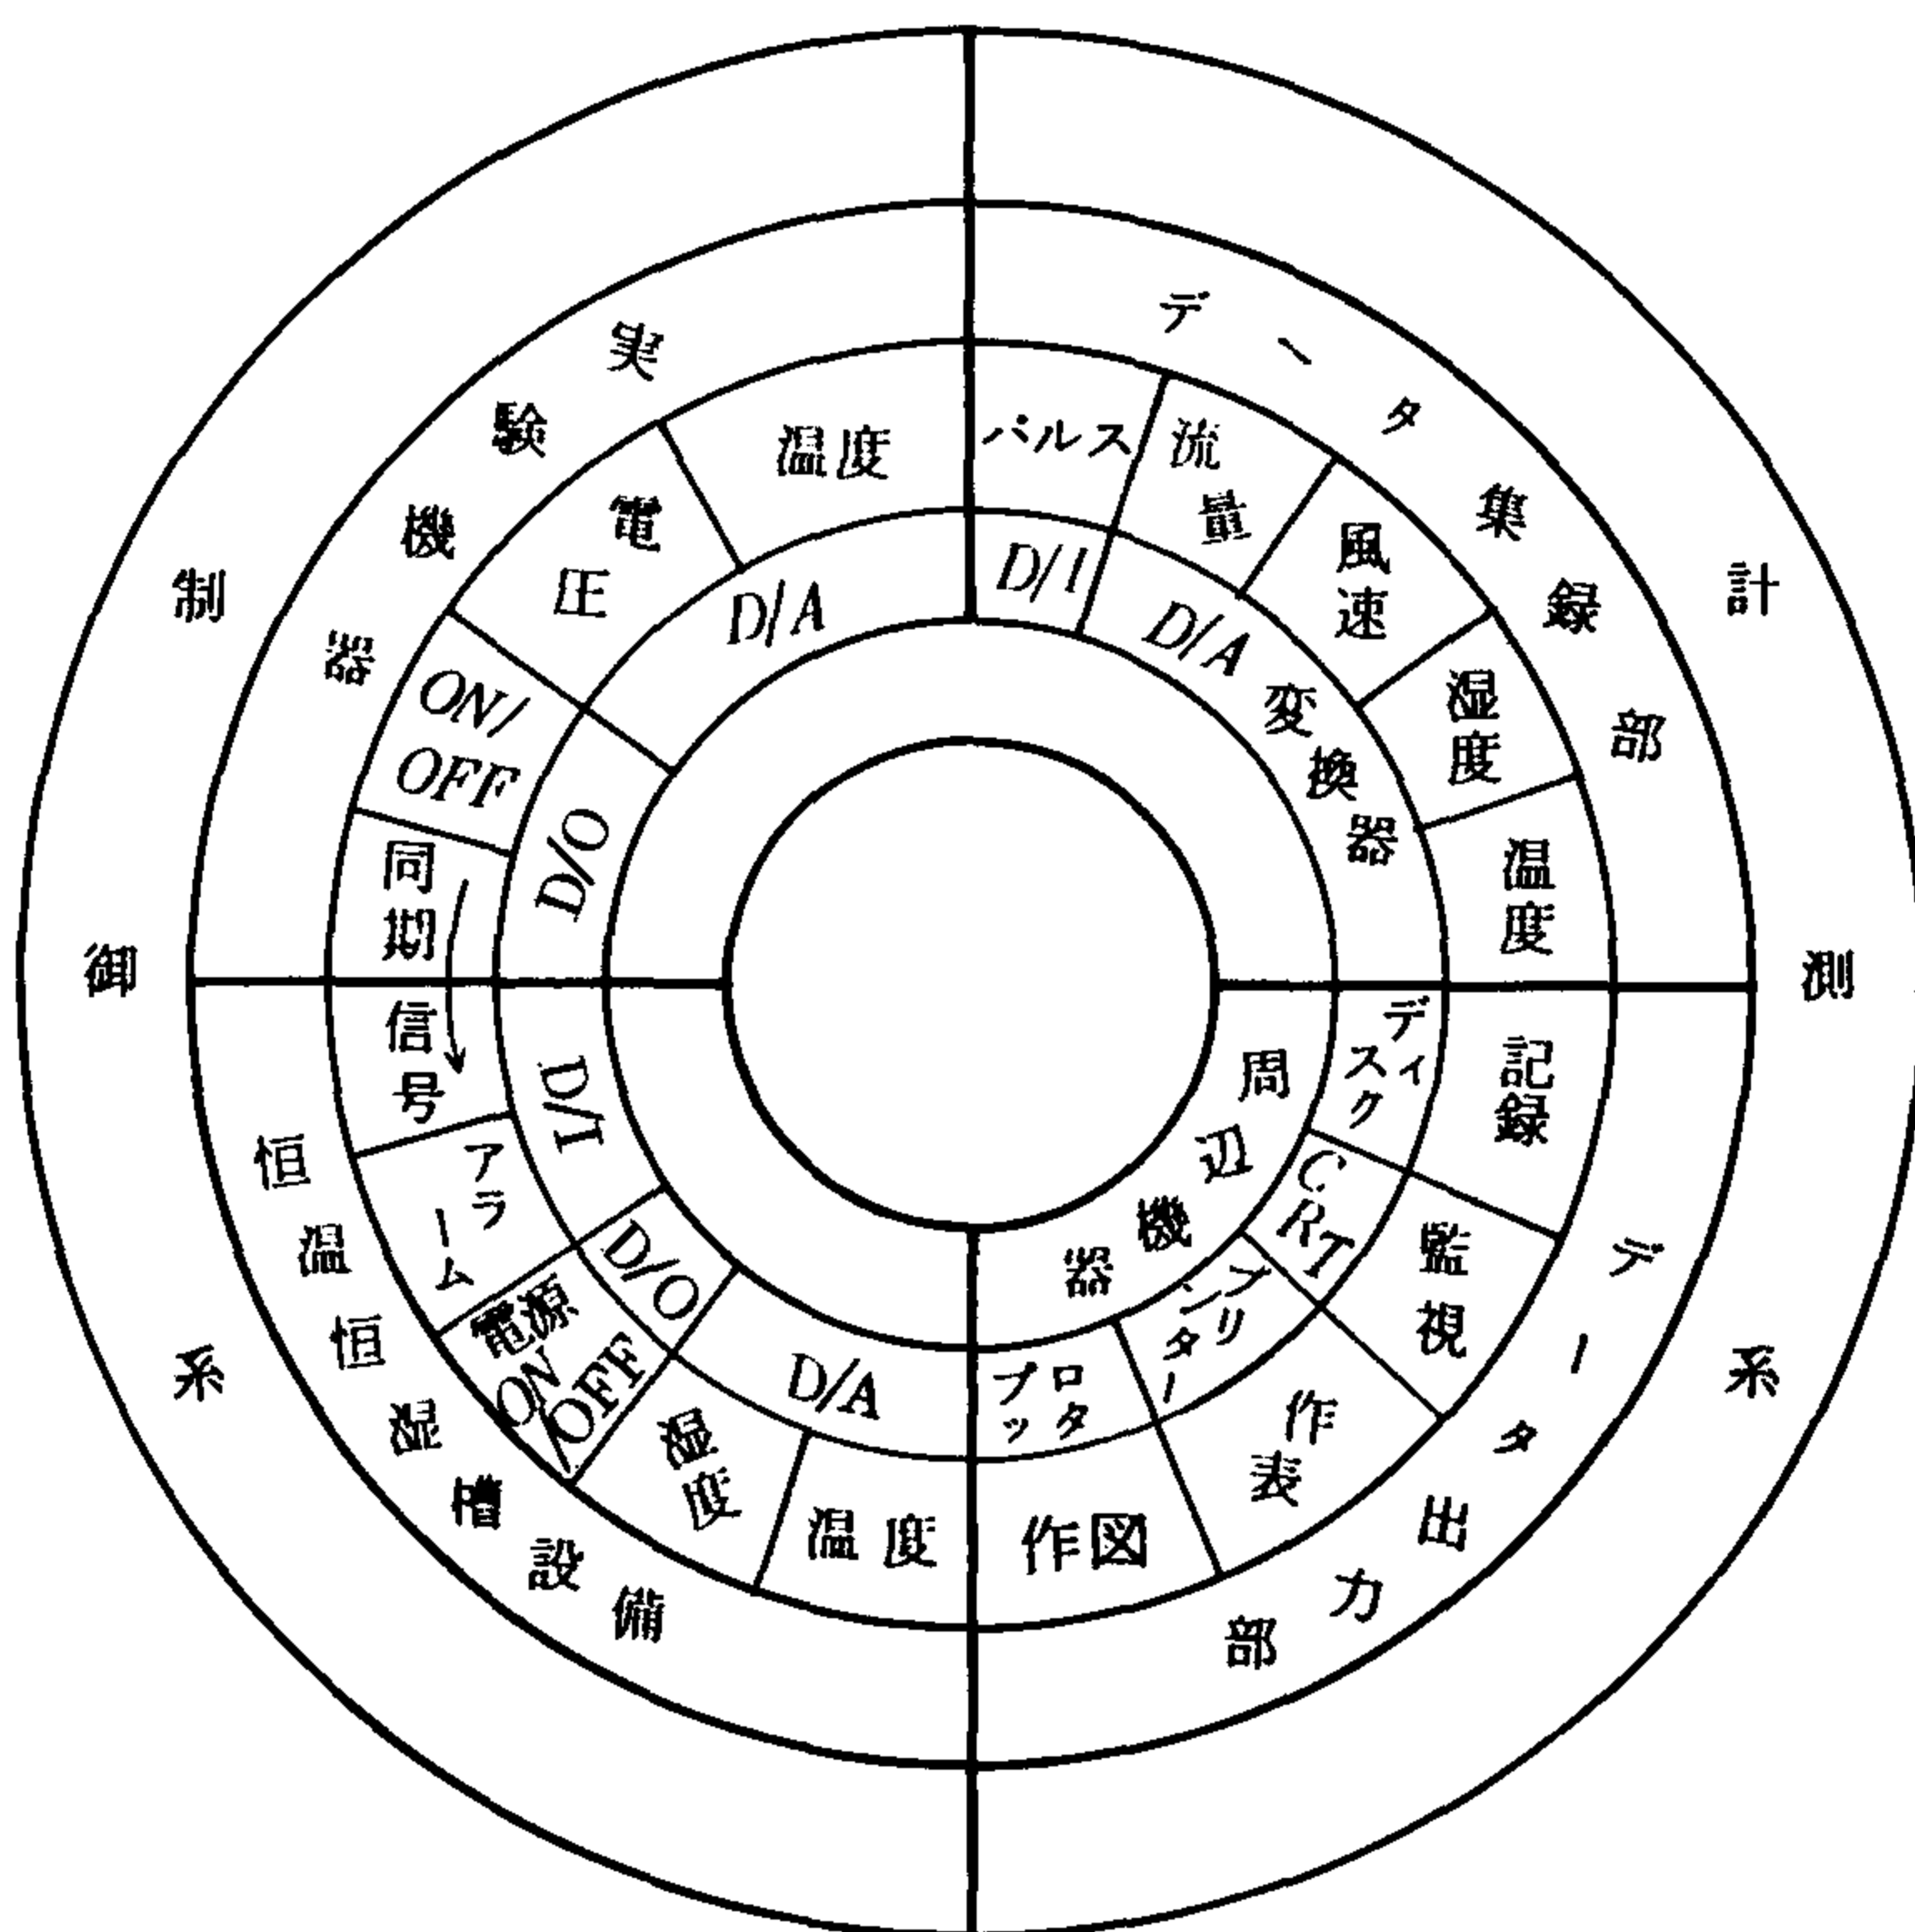 制御系
計測系
実験機器
データ集録部
データー出力部
恒温恒湿槽設備
温度
電圧
ON/
OFF
同期
信号
アラーム
電源
ON
/OFF
湿度
温度
パルス
流量
風速
湿度
温度
記録
監視
作表
作図
D/A
D/O
D/I
D/O
D/A
D/I
D/A変換器
ディスク
CRT
プリンター
プロッタ
周辺機器